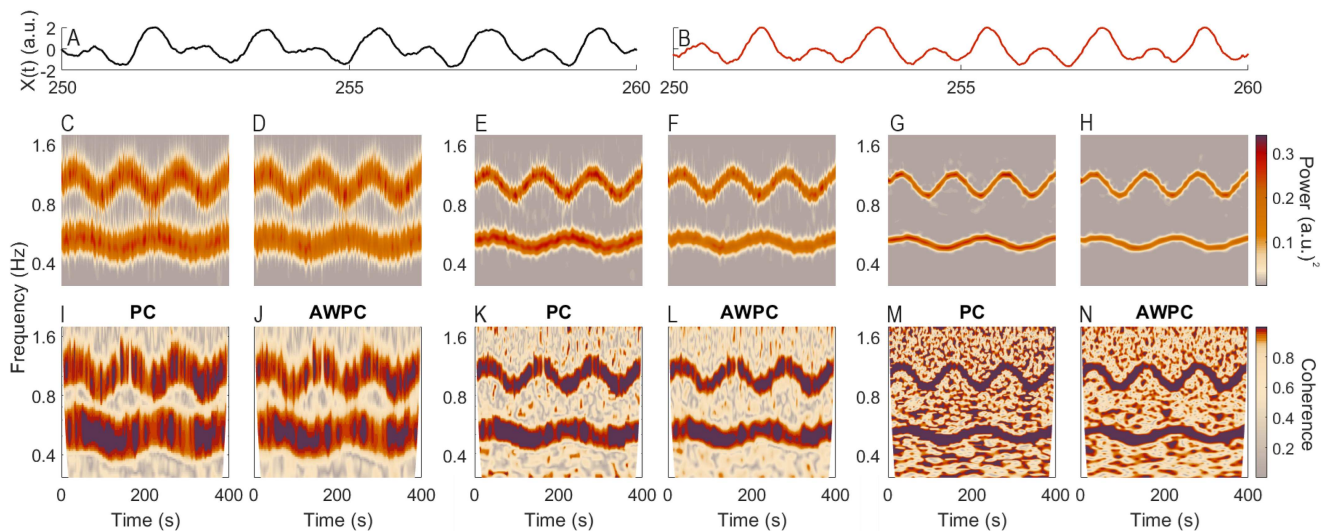 A B
X(t) (a.u.)
2
0
-2
250 255 260 250 255 260
C D E F G H
1.6 1.6 1.6
0.8 0.8 0.8
0.4 0.4 0.4
0.3
0.2
0.1
Power (a.u.)²
Frequency (Hz)
I PC J AWPC K PC L AWPC M PC N AWPC
1.6 1.6 1.6
0.8 0.8 0.8
0.4 0.4 0.4
0.8
0.6
0.4
0.2
Coherence
0 200 400 0 200 400 0 200 400 0 200 400 0 200 400 0 200 400
Time (s) Time (s) Time (s) Time (s) Time (s) Time (s)